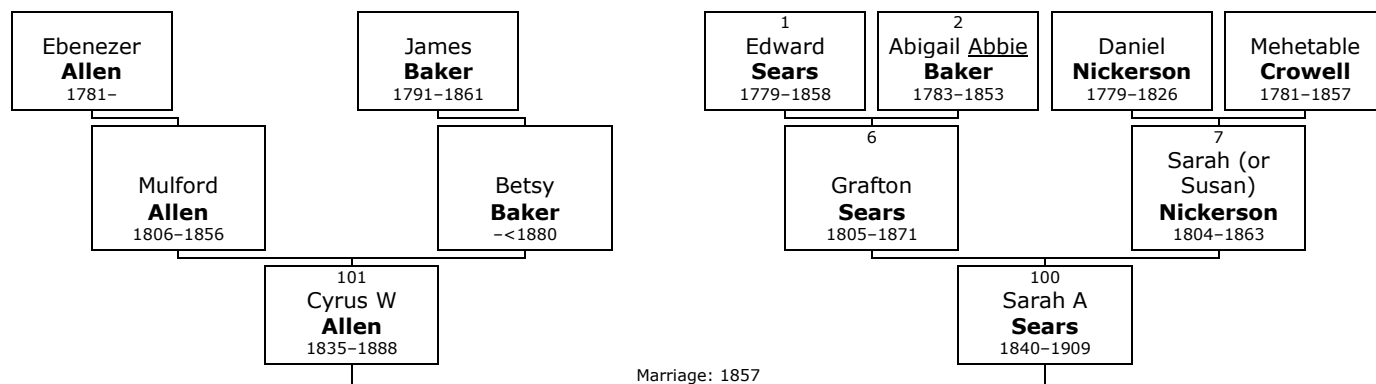 Ebenezer
Allen
1781–
James
Baker
1791–1861
1
Edward
Sears
1779–1858
2
Abigail Abbie
Baker
1783–1853
Daniel
Nickerson
1779–1826
Mehetable
Crowell
1781–1857
Mulford
Allen
1806–1856
Betsy
Baker
–<1880
6
Grafton
Sears
1805–1871
7
Sarah (or
Susan)
Nickerson
1804–1863
101
Cyrus W
Allen
1835–1888
100
Sarah A
Sears
1840–1909
Marriage: 1857